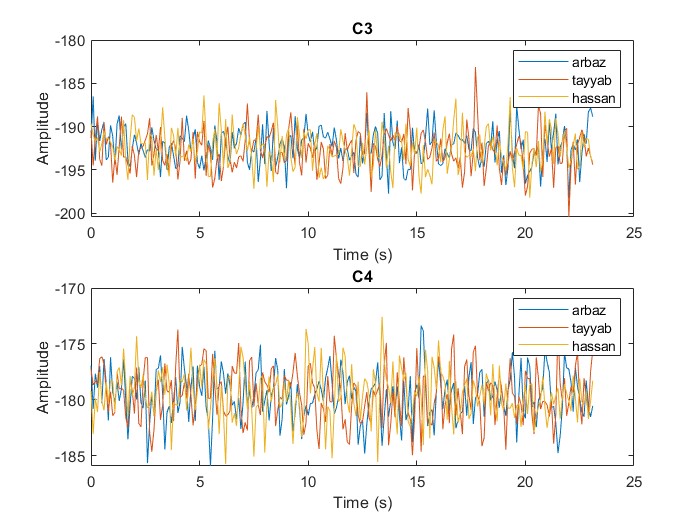 C3
Amplitude
-180
-185
-190
-195
-200
0 5 10 15 20 25
Time (s)
arbaz
tayyab
hassan
C4
Amplitude
-170
-175
-180
-185
0 5 10 15 20 25
Time (s)
arbaz
tayyab
hassan